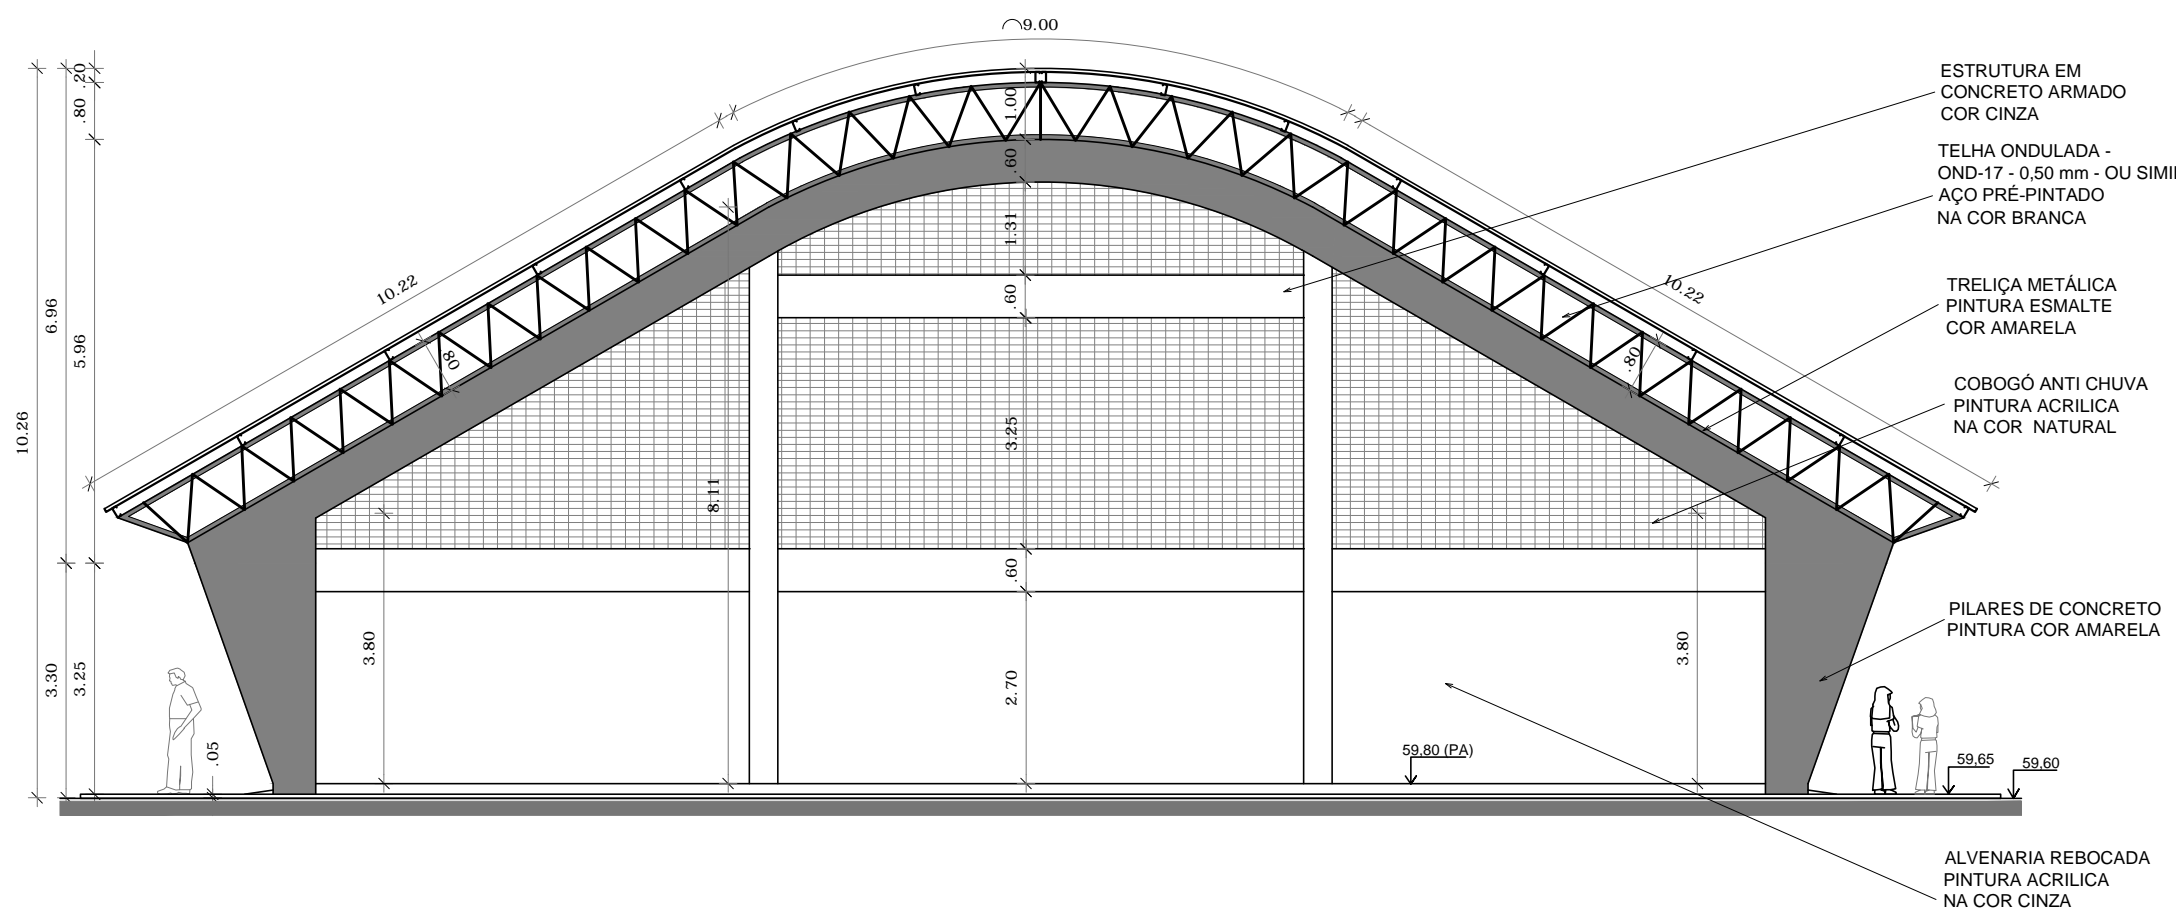 ⌒9.00
ESTRUTURA EM
CONCRETO ARMADO
COR CINZA
TELHA ONDULADA -
OND-17 - 0,50 mm - OU
AÇO PRÉ-PINTADO
NA COR BRANCA
TRELIÇA METÁLICA
PINTURA ESMALTE
COR AMARELA
COBOGÓ ANTI CHUVA
PINTURA ACRILICA
NA COR NATURAL
PILARES DE CONCRETO
PINTURA COR AMARELA
ALVENARIA REBOCADA
PINTURA ACRILICA
NA COR CINZA
.20
.80
6.96
5.96
10.26
3.30
3.25
10.22
10.22
.80
.80
1.00
.60
1.31
.60
3.25
.60
2.70
8.11
3.80
3.80
.05
59,80 (PA)
59,65
59,60